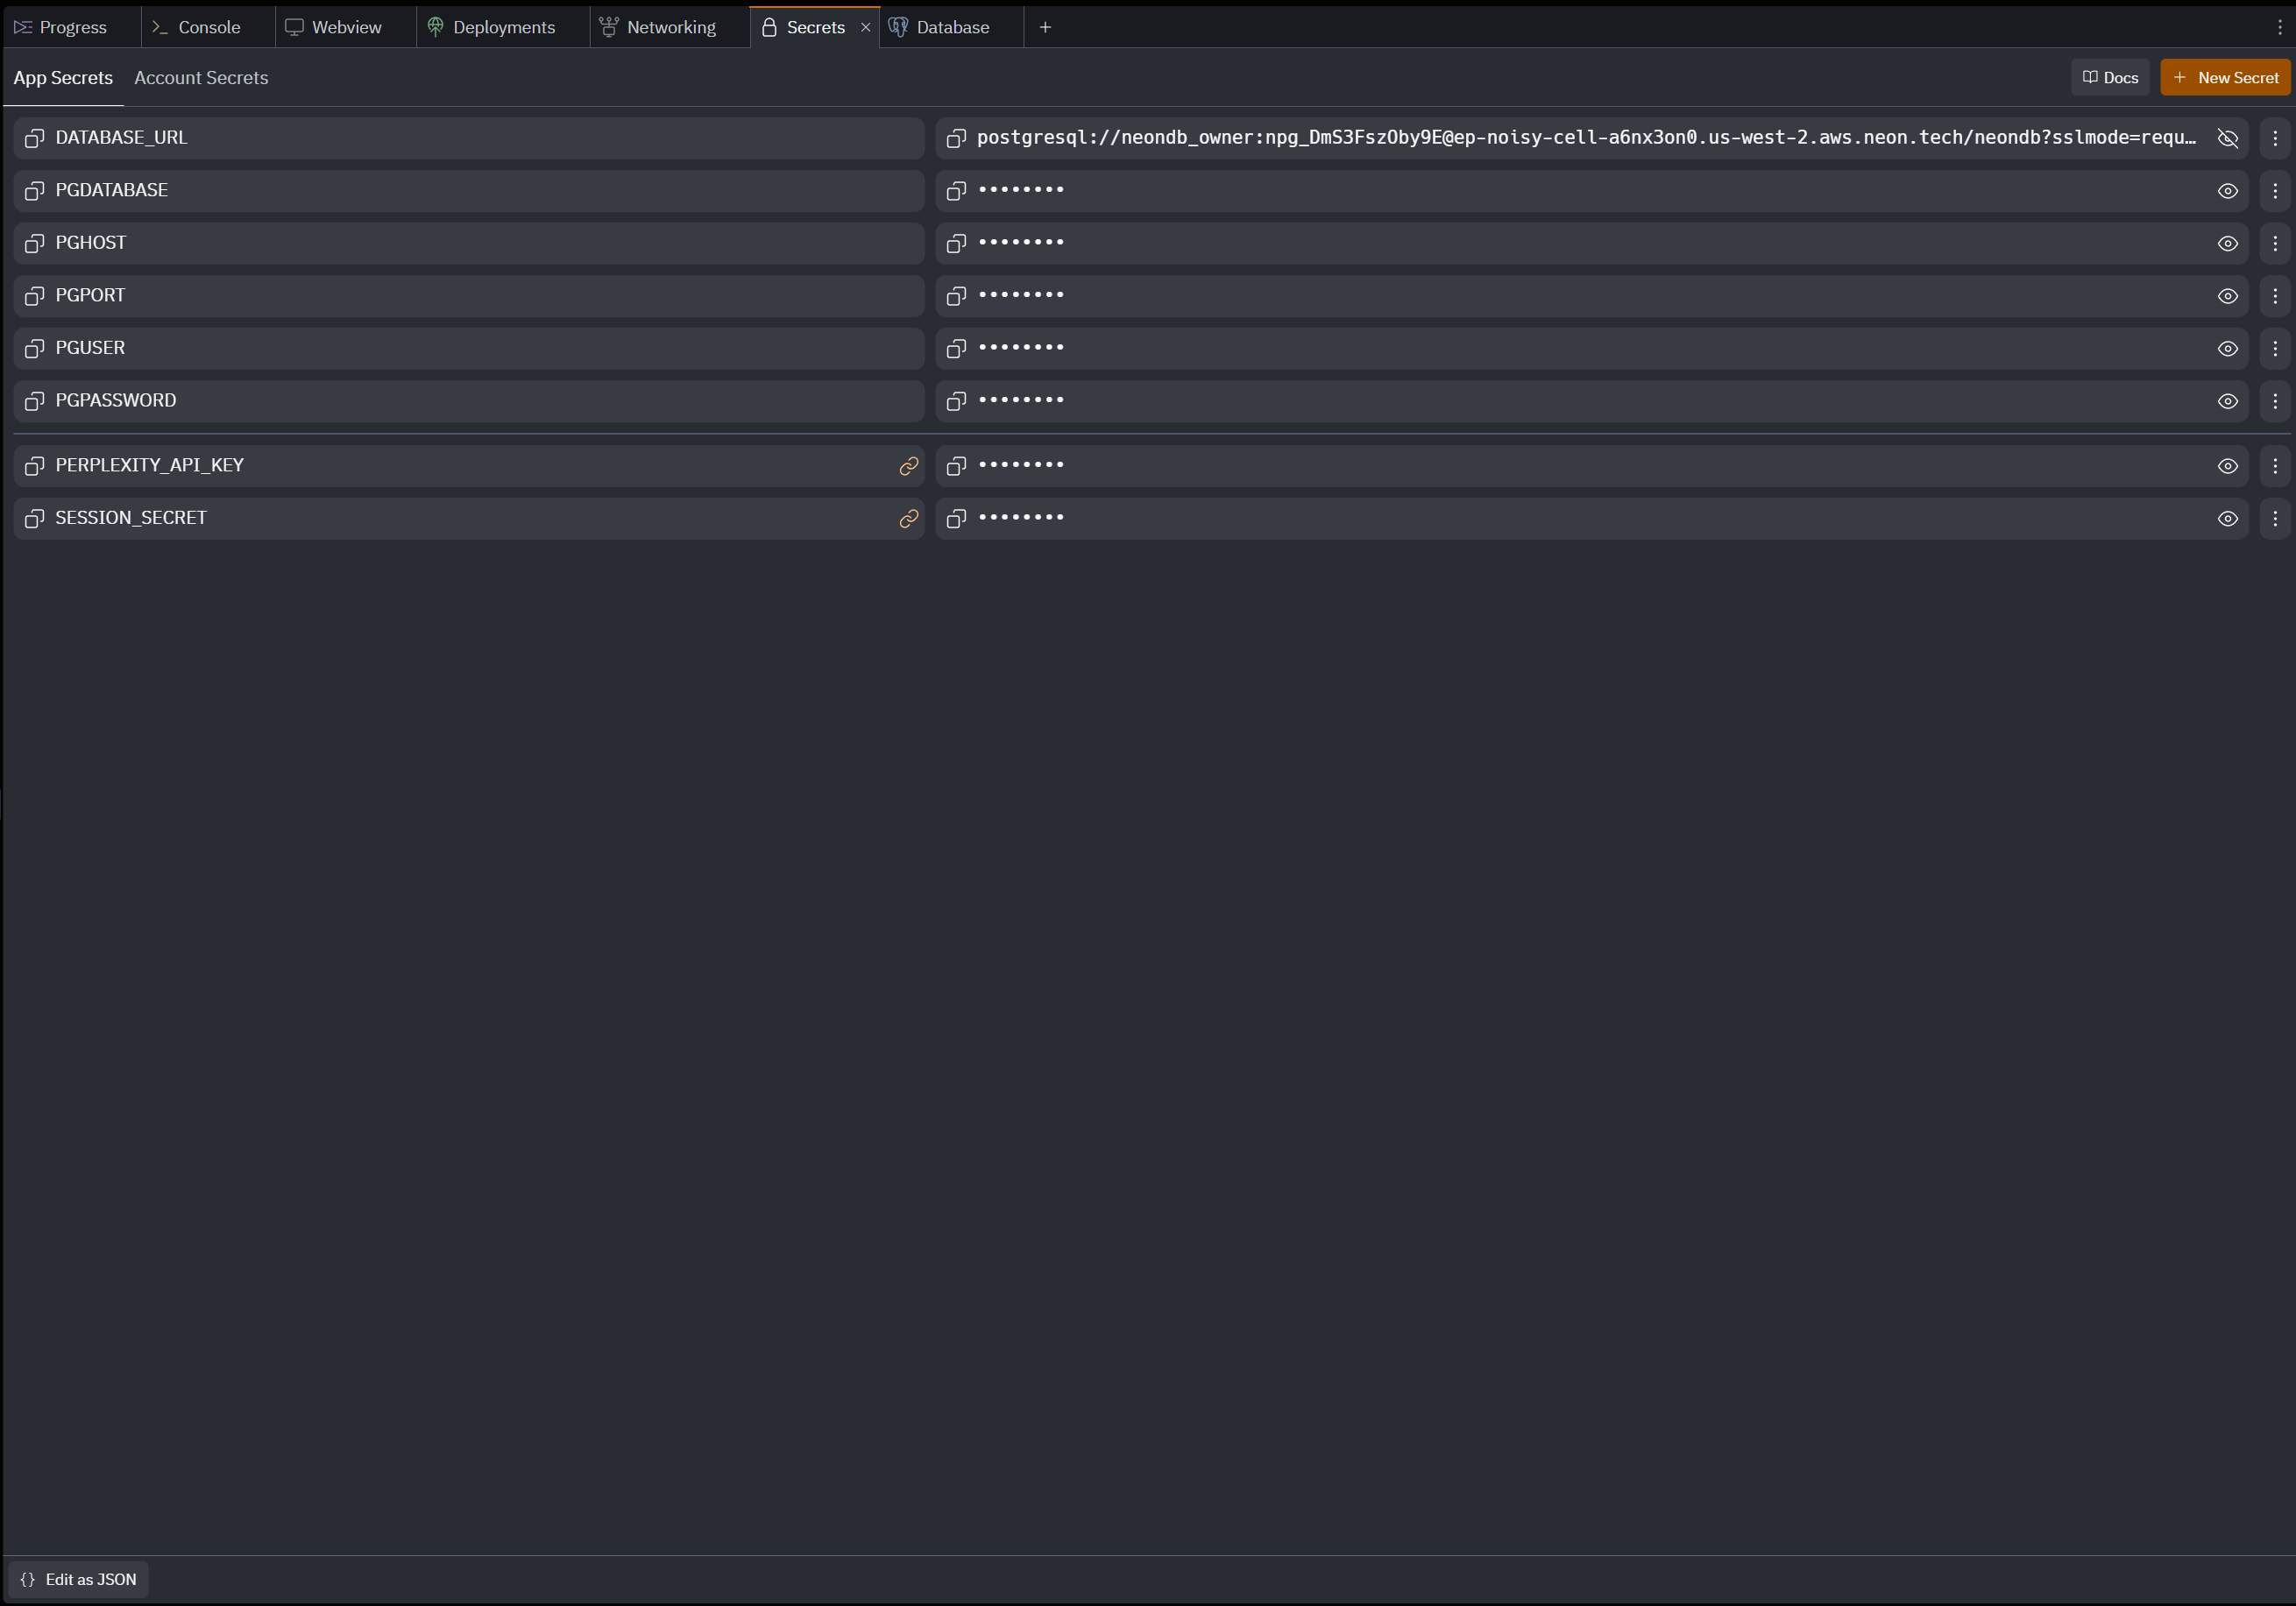 Progress Console Webview Deployments Networking Secrets Database
App Secrets Account Secrets Docs New Secret
DATABASE_URL postgresql://neondb_owner:npg_DmS3FszOby9E@ep-noisy-cell-a6nx3on0.us-west-2.aws.neon.tech/neondb?sslmode=requ...
PGDATABASE ••••••••
PGHOST ••••••••
PGPORT ••••••••
PGUSER ••••••••
PGPASSWORD ••••••••
PERPLEXITY_API_KEY ••••••••
SESSION_SECRET ••••••••
{} Edit as JSON